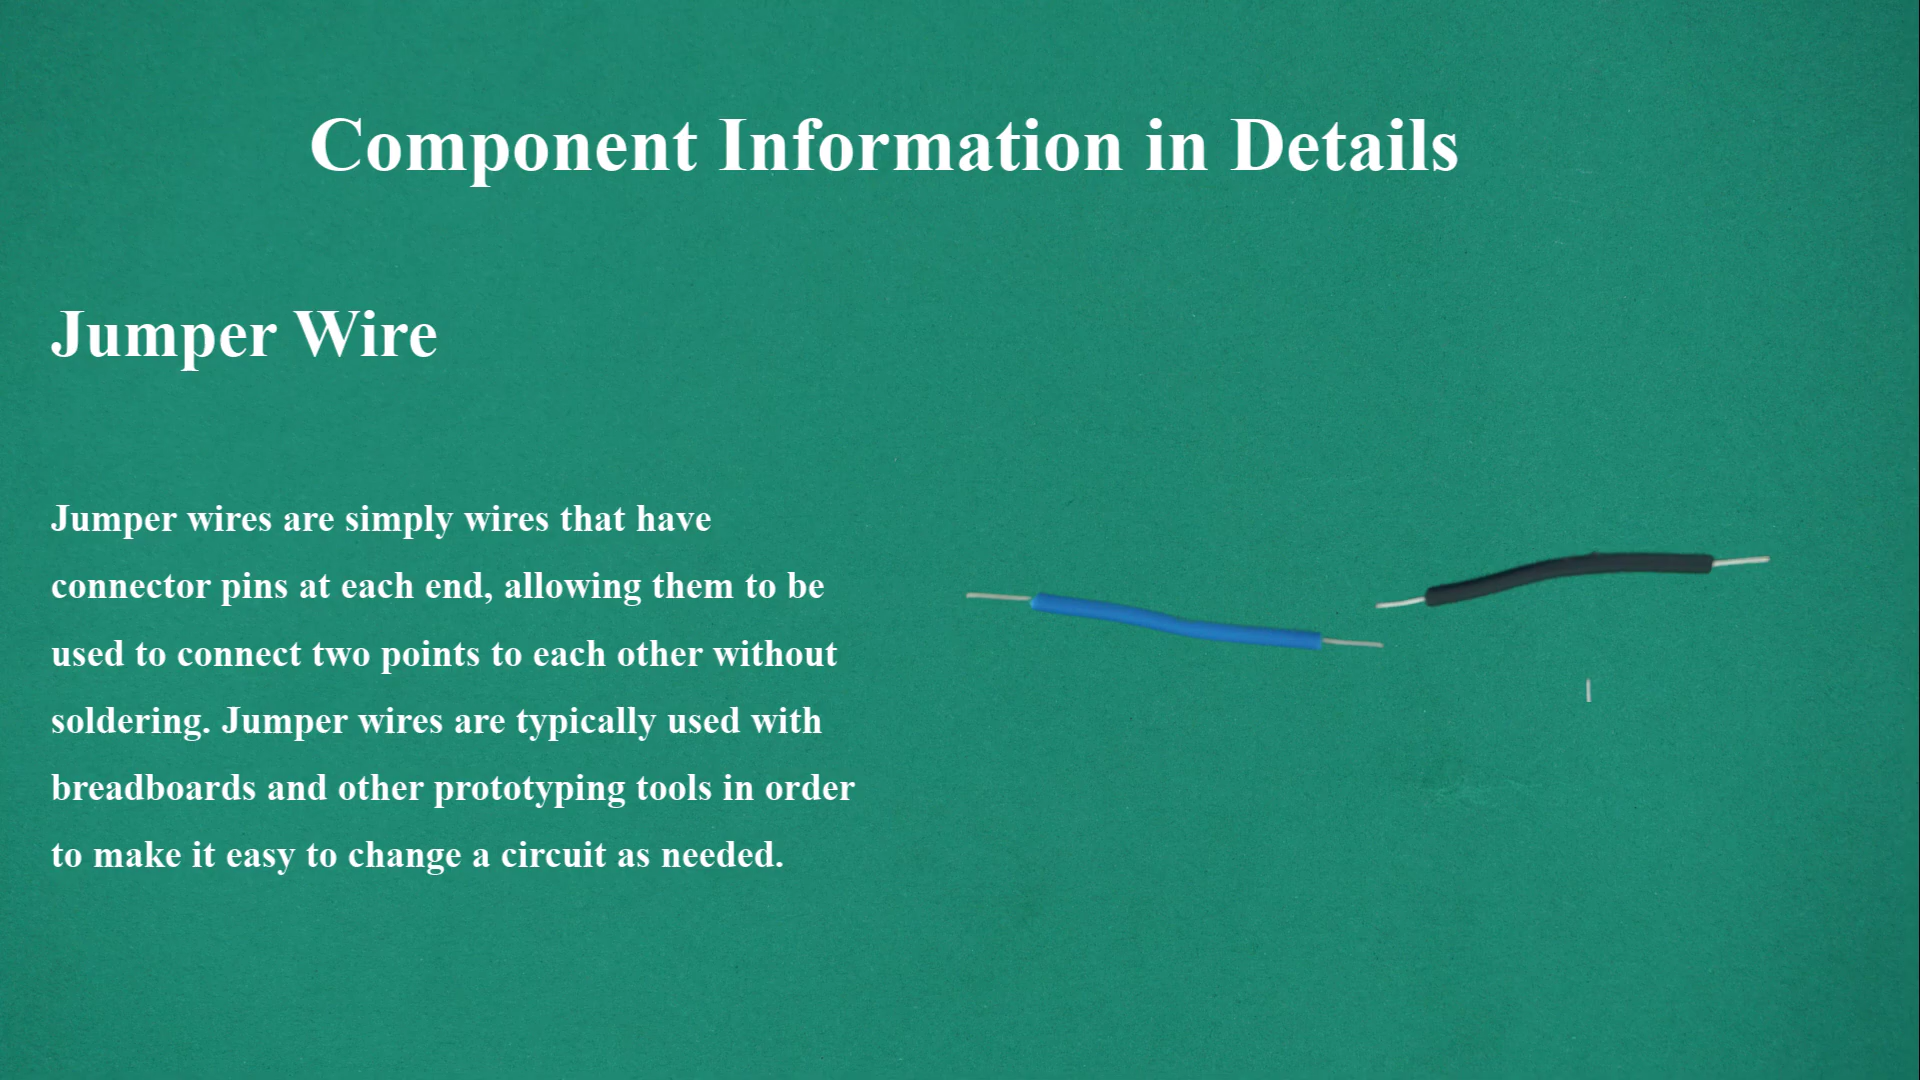 Component Information in Details
Jumper Wire
Jumper wires are simply wires that have
connector pins at each end, allowing them to be
used to connect two points to each other without
soldering. Jumper wires are typically used with
breadboards and other prototyping tools in order
to make it easy to change a circuit as needed.